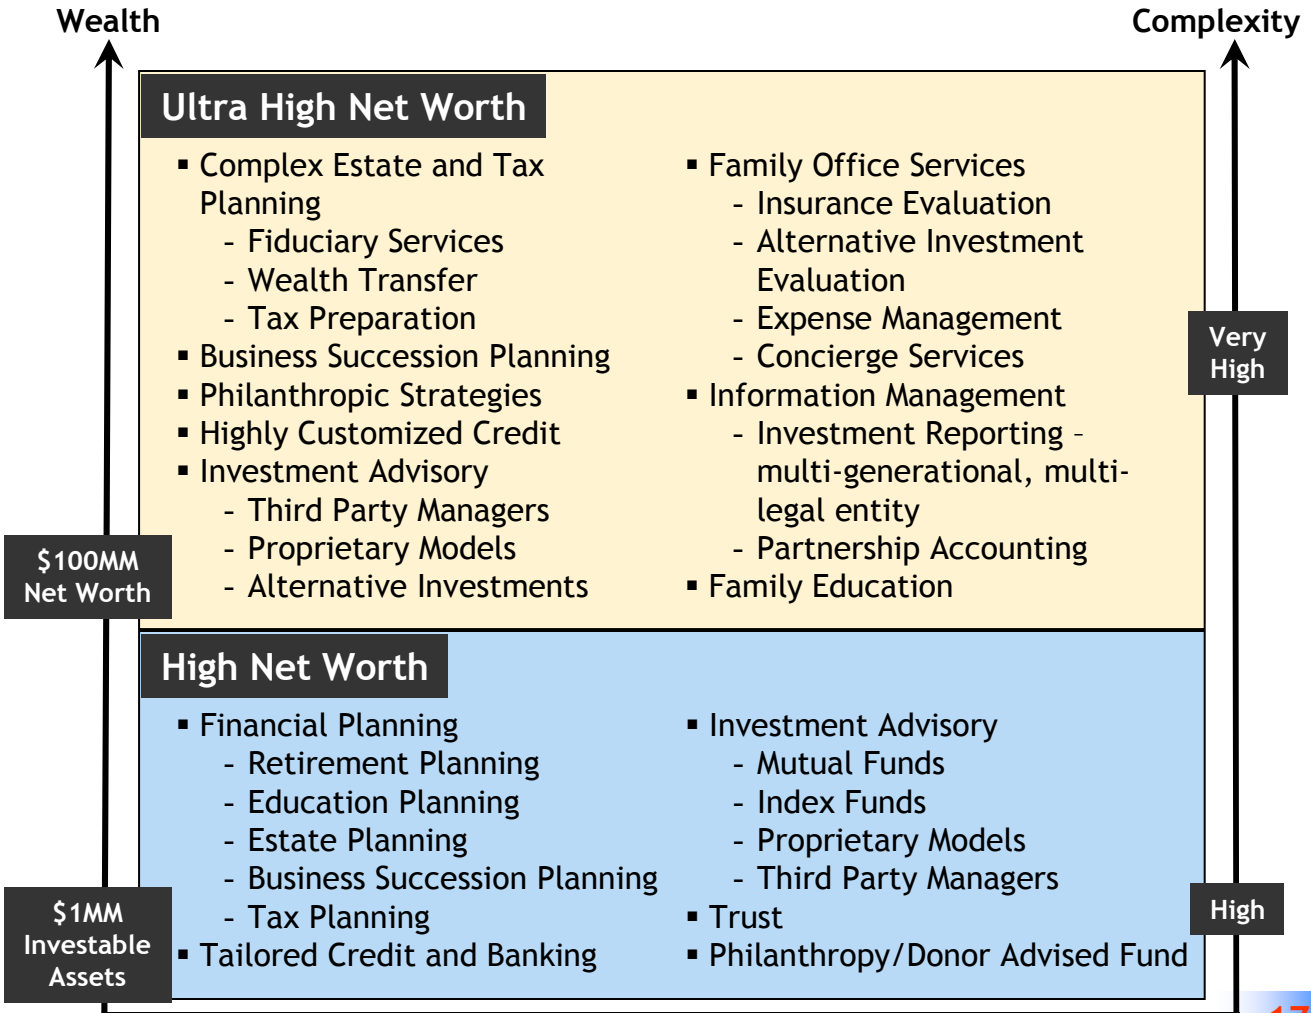 Wealth
Complexity
Ultra High Net Worth
▪ Complex Estate and Tax
Planning
- Fiduciary Services
- Wealth Transfer
- Tax Preparation
▪ Business Succession Planning
▪ Philanthropic Strategies
▪ Highly Customized Credit
▪ Investment Advisory
- Third Party Managers
- Proprietary Models
- Alternative Investments
▪ Family Office Services
- Insurance Evaluation
- Alternative Investment
Evaluation
- Expense Management
- Concierge Services
▪ Information Management
- Investment Reporting –
multi-generational, multi-
legal entity
- Partnership Accounting
▪ Family Education
Very
High
$100MM
Net Worth
High Net Worth
▪ Financial Planning
- Retirement Planning
- Education Planning
- Estate Planning
- Business Succession Planning
- Tax Planning
▪ Tailored Credit and Banking
▪ Investment Advisory
- Mutual Funds
- Index Funds
- Proprietary Models
- Third Party Managers
▪ Trust
▪ Philanthropy/Donor Advised Fund
High
$1MM
Investable
Assets